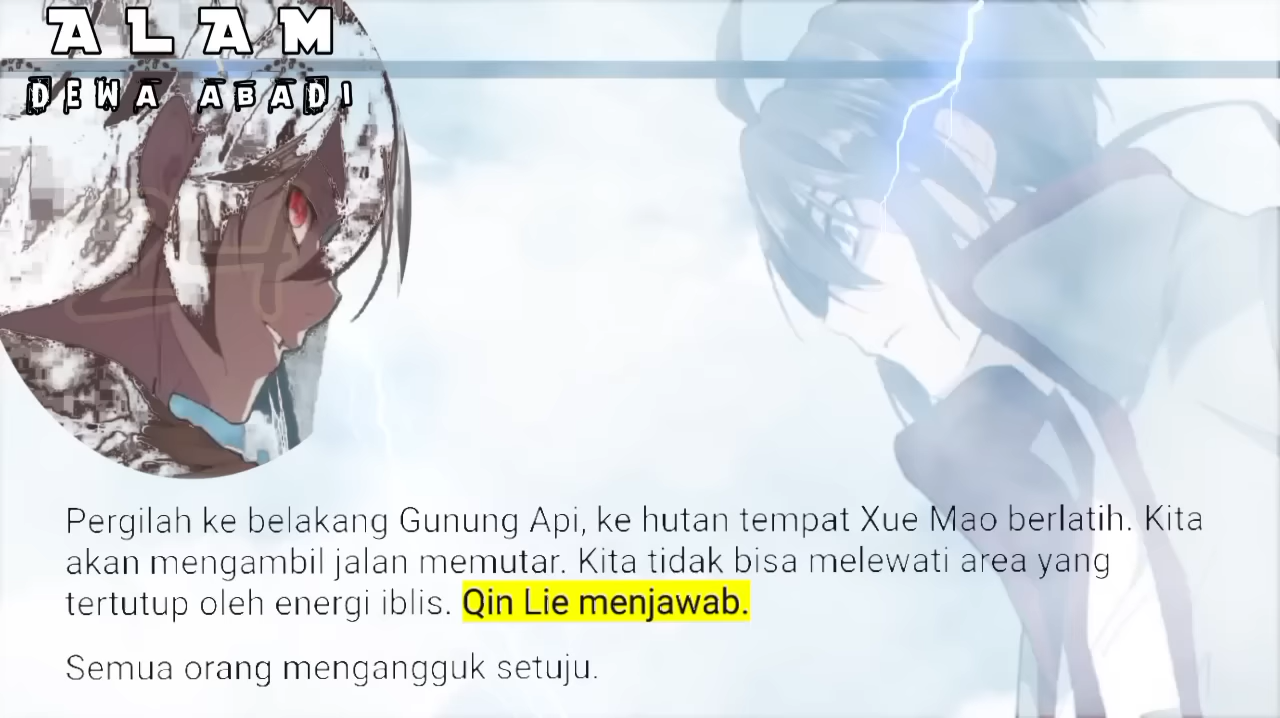 ALAM
DEWA ABADI
Pergilah ke belakang Gunung Api, ke hutan tempat Xue Mao berlatih. Kita
akan mengambil jalan memutar. Kita tidak bisa melewati area yang
tertutup oleh energi iblis. Qin Lie menjawab.
Semua orang mengangguk setuju.